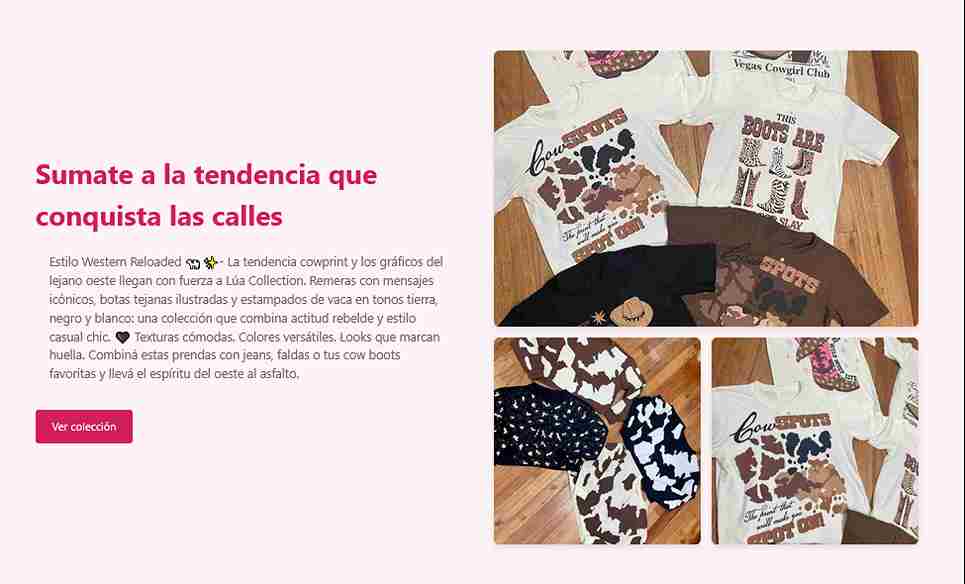 Sumate a la tendencia que
conquista las calles
Estilo Western Reloaded 🐄✨- La tendencia cowprint y los gráficos del
lejano oeste llegan con fuerza a Lúa Collection. Remeras con mensajes
icónicos, botas tejanas ilustradas y estampados de vaca en tonos tierra,
negro y blanco: una colección que combina actitud rebelde y estilo
casual chic. 🖤 Texturas cómodas. Colores versátiles. Looks que marcan
huella. Combiná estas prendas con jeans, faldas o tus cow boots
favoritas y llevá el espíritu del oeste al asfalto.
Ver colección
Vegas Cowgirl Club
Cow SPOTS
The print that
will make you
SPOT ON!
THIS
BOOTS ARE
SLAY
Cow SPOTS
Cow SPOTS
The print that
will make you
SPOT ON!
BOOTS